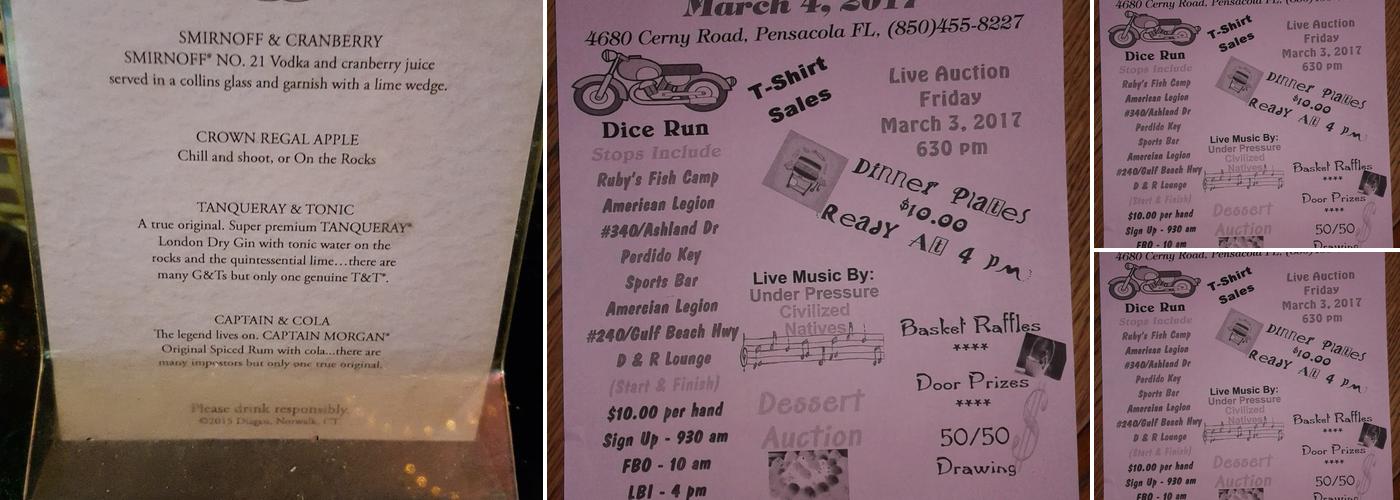 SMIRNOFF & CRANBERRY
SMIRNOFF® NO. 21 Vodka and cranberry juice
served in a collins glass and garnish with a lime wedge.
CROWN REGAL APPLE
Chill and shoot, or On the Rocks
TANQUERAY & TONIC
A true original. Super premium TANQUERAY®
London Dry Gin with tonic water on the
rocks and the quintessential lime...there are
many G&Ts but only one genuine T&T®.
CAPTAIN & COLA
The legend lives on. CAPTAIN MORGAN®
Original Spiced Rum with cola...there are
many impostors but only one true original.
Please drink responsibly.
©2015 Diageo, Norwalk, CT
March 4, 2017
4680 Cerny Road, Pensacola FL, (850)455-8227
Dice Run
Stops Include
Ruby's Fish Camp
American Legion
#340/Ashland Dr
Perdido Key
Sports Bar
Amereian Legion
#240/Gulf Beach Hwy
D & R Lounge
(Start & Finish)
$10.00 per hand
Sign Up - 930 am
FBO - 10 am
LBI - 4 pm
T-Shirt
Sales
Live Auction
Friday
March 3, 2017
630 pm
Dinner Plates
$10.00
Ready At 4 pm
Live Music By:
Under Pressure
Civilized
Natives
Dessert
Auction
Basket Raffles
****
Door Prizes
****
50/50
Drawing
4680 Cerny Road, Pensacola FL,
Dice Run
Stops Include
Ruby's Fish Camp
American Legion
#340/Ashland Dr
Perdido Key
Sports Bar
Amereian Legion
#240/Gulf Beach Hwy
D & R Lounge
(Start & Finish)
$10.00 per hand
Sign Up - 930 am
FBO - 10 am
T-Shirt
Sales
Live Auction
Friday
March 3, 2017
630 pm
Dinner Plates
$10.00
Ready At 4 pm
Live Music By:
Under Pressure
Civilized
Natives
Dessert
Auction
Basket Raffles
****
Door Prizes
****
50/50
Drawing
4680 Cerny Road, Pensacola FL,
Dice Run
Stops Include
Ruby's Fish Camp
American Legion
#340/Ashland Dr
Perdido Key
Sports Bar
Amereian Legion
#240/Gulf Beach Hwy
D & R Lounge
(Start & Finish)
$10.00 per hand
Sign Up - 930 am
FBO - 10 am
T-Shirt
Sales
Live Auction
Friday
March 3, 2017
630 pm
Dinner Plates
$10.00
Ready At 4 pm
Live Music By:
Under Pressure
Civilized
Natives
Dessert
Auction
Basket Raffles
****
Door Prizes
****
50/50
Drawing